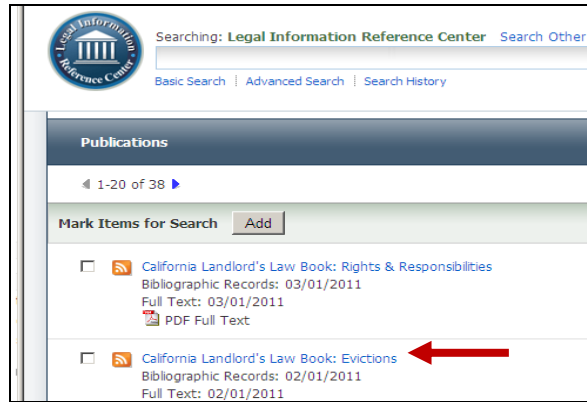 Legal Information Reference Center
Searching: Legal Information Reference Center Search Other
Basic Search | Advanced Search | Search History
Publications
1-20 of 38
Mark Items for Search Add
California Landlord's Law Book: Rights & Responsibilities
Bibliographic Records: 03/01/2011
Full Text: 03/01/2011
PDF Full Text
California Landlord's Law Book: Evictions
Bibliographic Records: 02/01/2011
Full Text: 02/01/2011